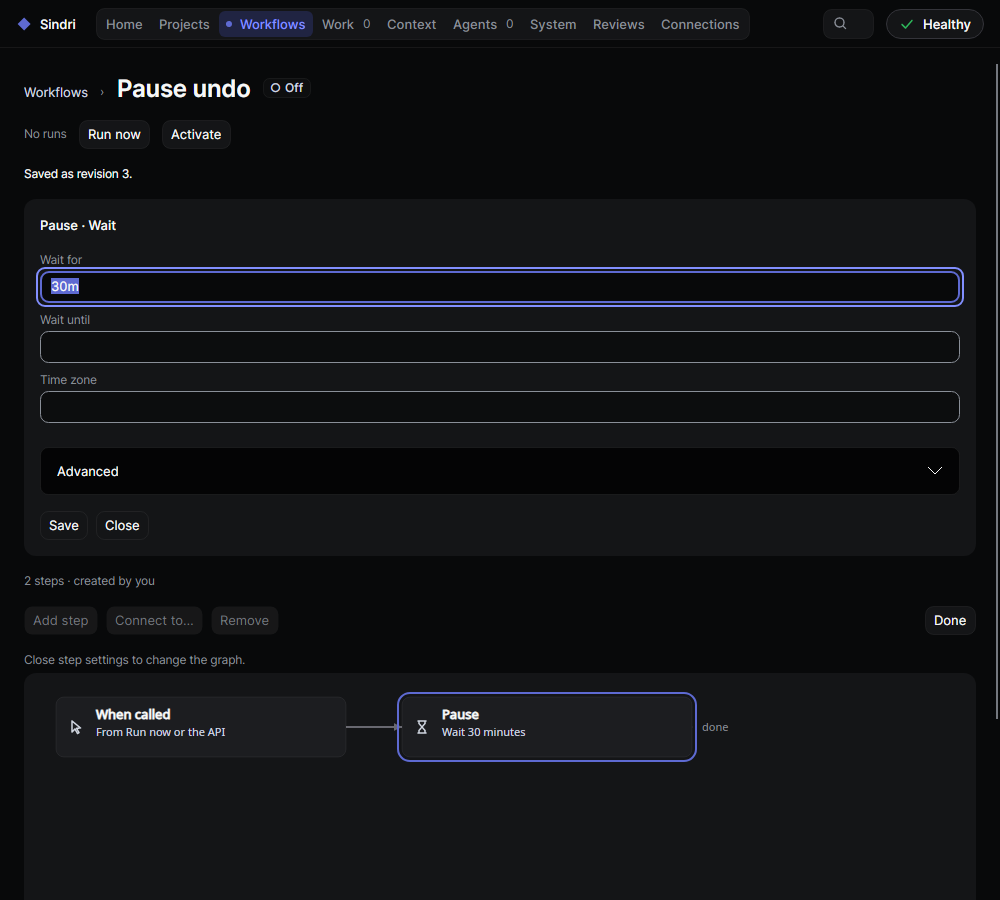 Sindri
Home Projects Workflows Work 0 Context Agents 0 System Reviews Connections
Healthy
Workflows › Pause undo Off
No runs Run now Activate
Saved as revision 3.
Pause · Wait
Wait for
30m
Wait until
Time zone
Advanced
Save Close
2 steps · created by you
Add step Connect to... Remove Done
Close step settings to change the graph.
When called
From Run now or the API
Pause
Wait 30 minutes
done